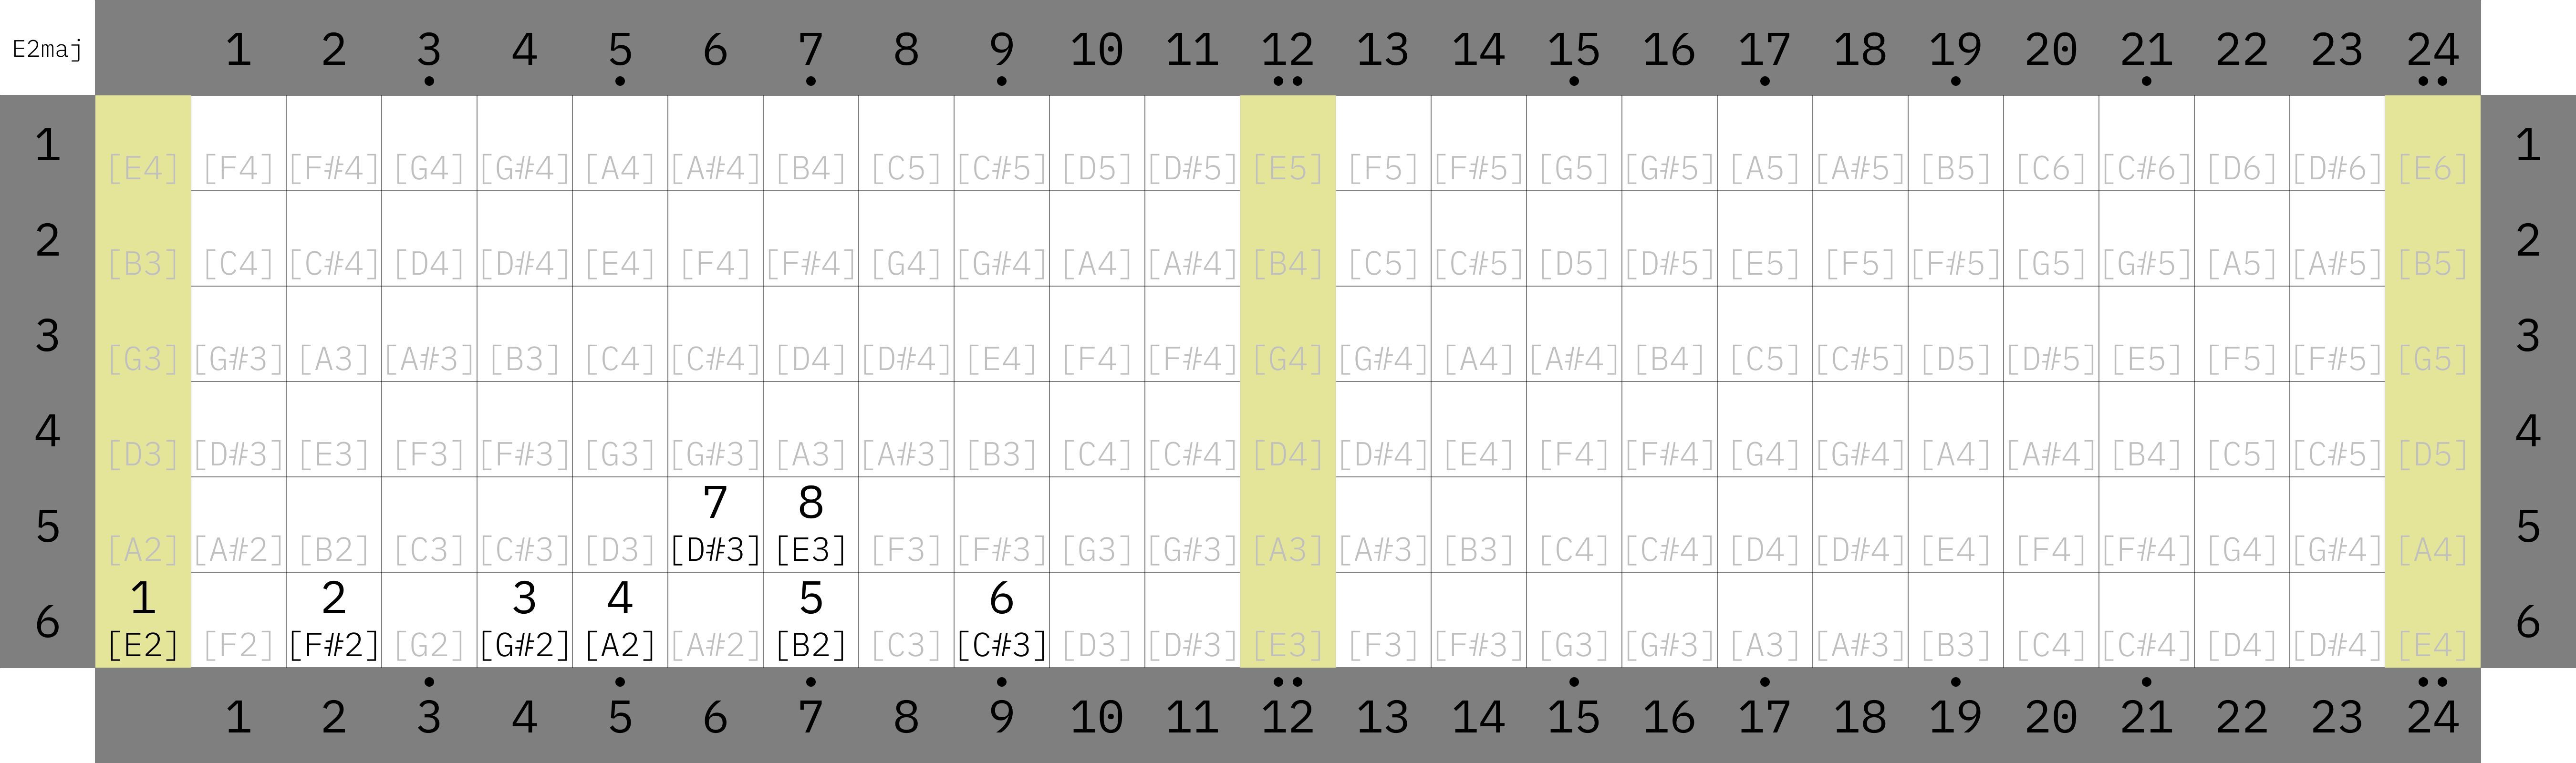 E2maj 1 2 3 4 5 6 7 8 9 10 11 12 13 14 15 16 17 18 19 20 21 22 23 24
1 [E4] [F4] [F#4] [G4] [G#4] [A4] [A#4] [B4] [C5] [C#5] [D5] [D#5] [E5] [F5] [F#5] [G5] [G#5] [A5] [A#5] [B5] [C6] [C#6] [D6] [D#6] [E6] 1
2 [B3] [C4] [C#4] [D4] [D#4] [E4] [F4] [F#4] [G4] [G#4] [A4] [A#4] [B4] [C5] [C#5] [D5] [D#5] [E5] [F5] [F#5] [G5] [G#5] [A5] [A#5] [B5] 2
3 [G3] [G#3] [A3] [A#3] [B3] [C4] [C#4] [D4] [D#4] [E4] [F4] [F#4] [G4] [G#4] [A4] [A#4] [B4] [C5] [C#5] [D5] [D#5] [E5] [F5] [F#5] [G5] 3
4 [D3] [D#3] [E3] [F3] [F#3] [G3] [G#3] [A3] [A#3] [B3] [C4] [C#4] [D4] [D#4] [E4] [F4] [F#4] [G4] [G#4] [A4] [A#4] [B4] [C5] [C#5] [D5] 4
7 8
5 [A2] [A#2] [B2] [C3] [C#3] [D3] [D#3] [E3] [F3] [F#3] [G3] [G#3] [A3] [A#3] [B3] [C4] [C#4] [D4] [D#4] [E4] [F4] [F#4] [G4] [G#4] [A4] 5
1 2 3 4 5 6
6 [E2] [F2] [F#2] [G2] [G#2] [A2] [A#2] [B2] [C3] [C#3] [D3] [D#3] [E3] [F3] [F#3] [G3] [G#3] [A3] [A#3] [B3] [C4] [C#4] [D4] [D#4] [E4] 6
1 2 3 4 5 6 7 8 9 10 11 12 13 14 15 16 17 18 19 20 21 22 23 24